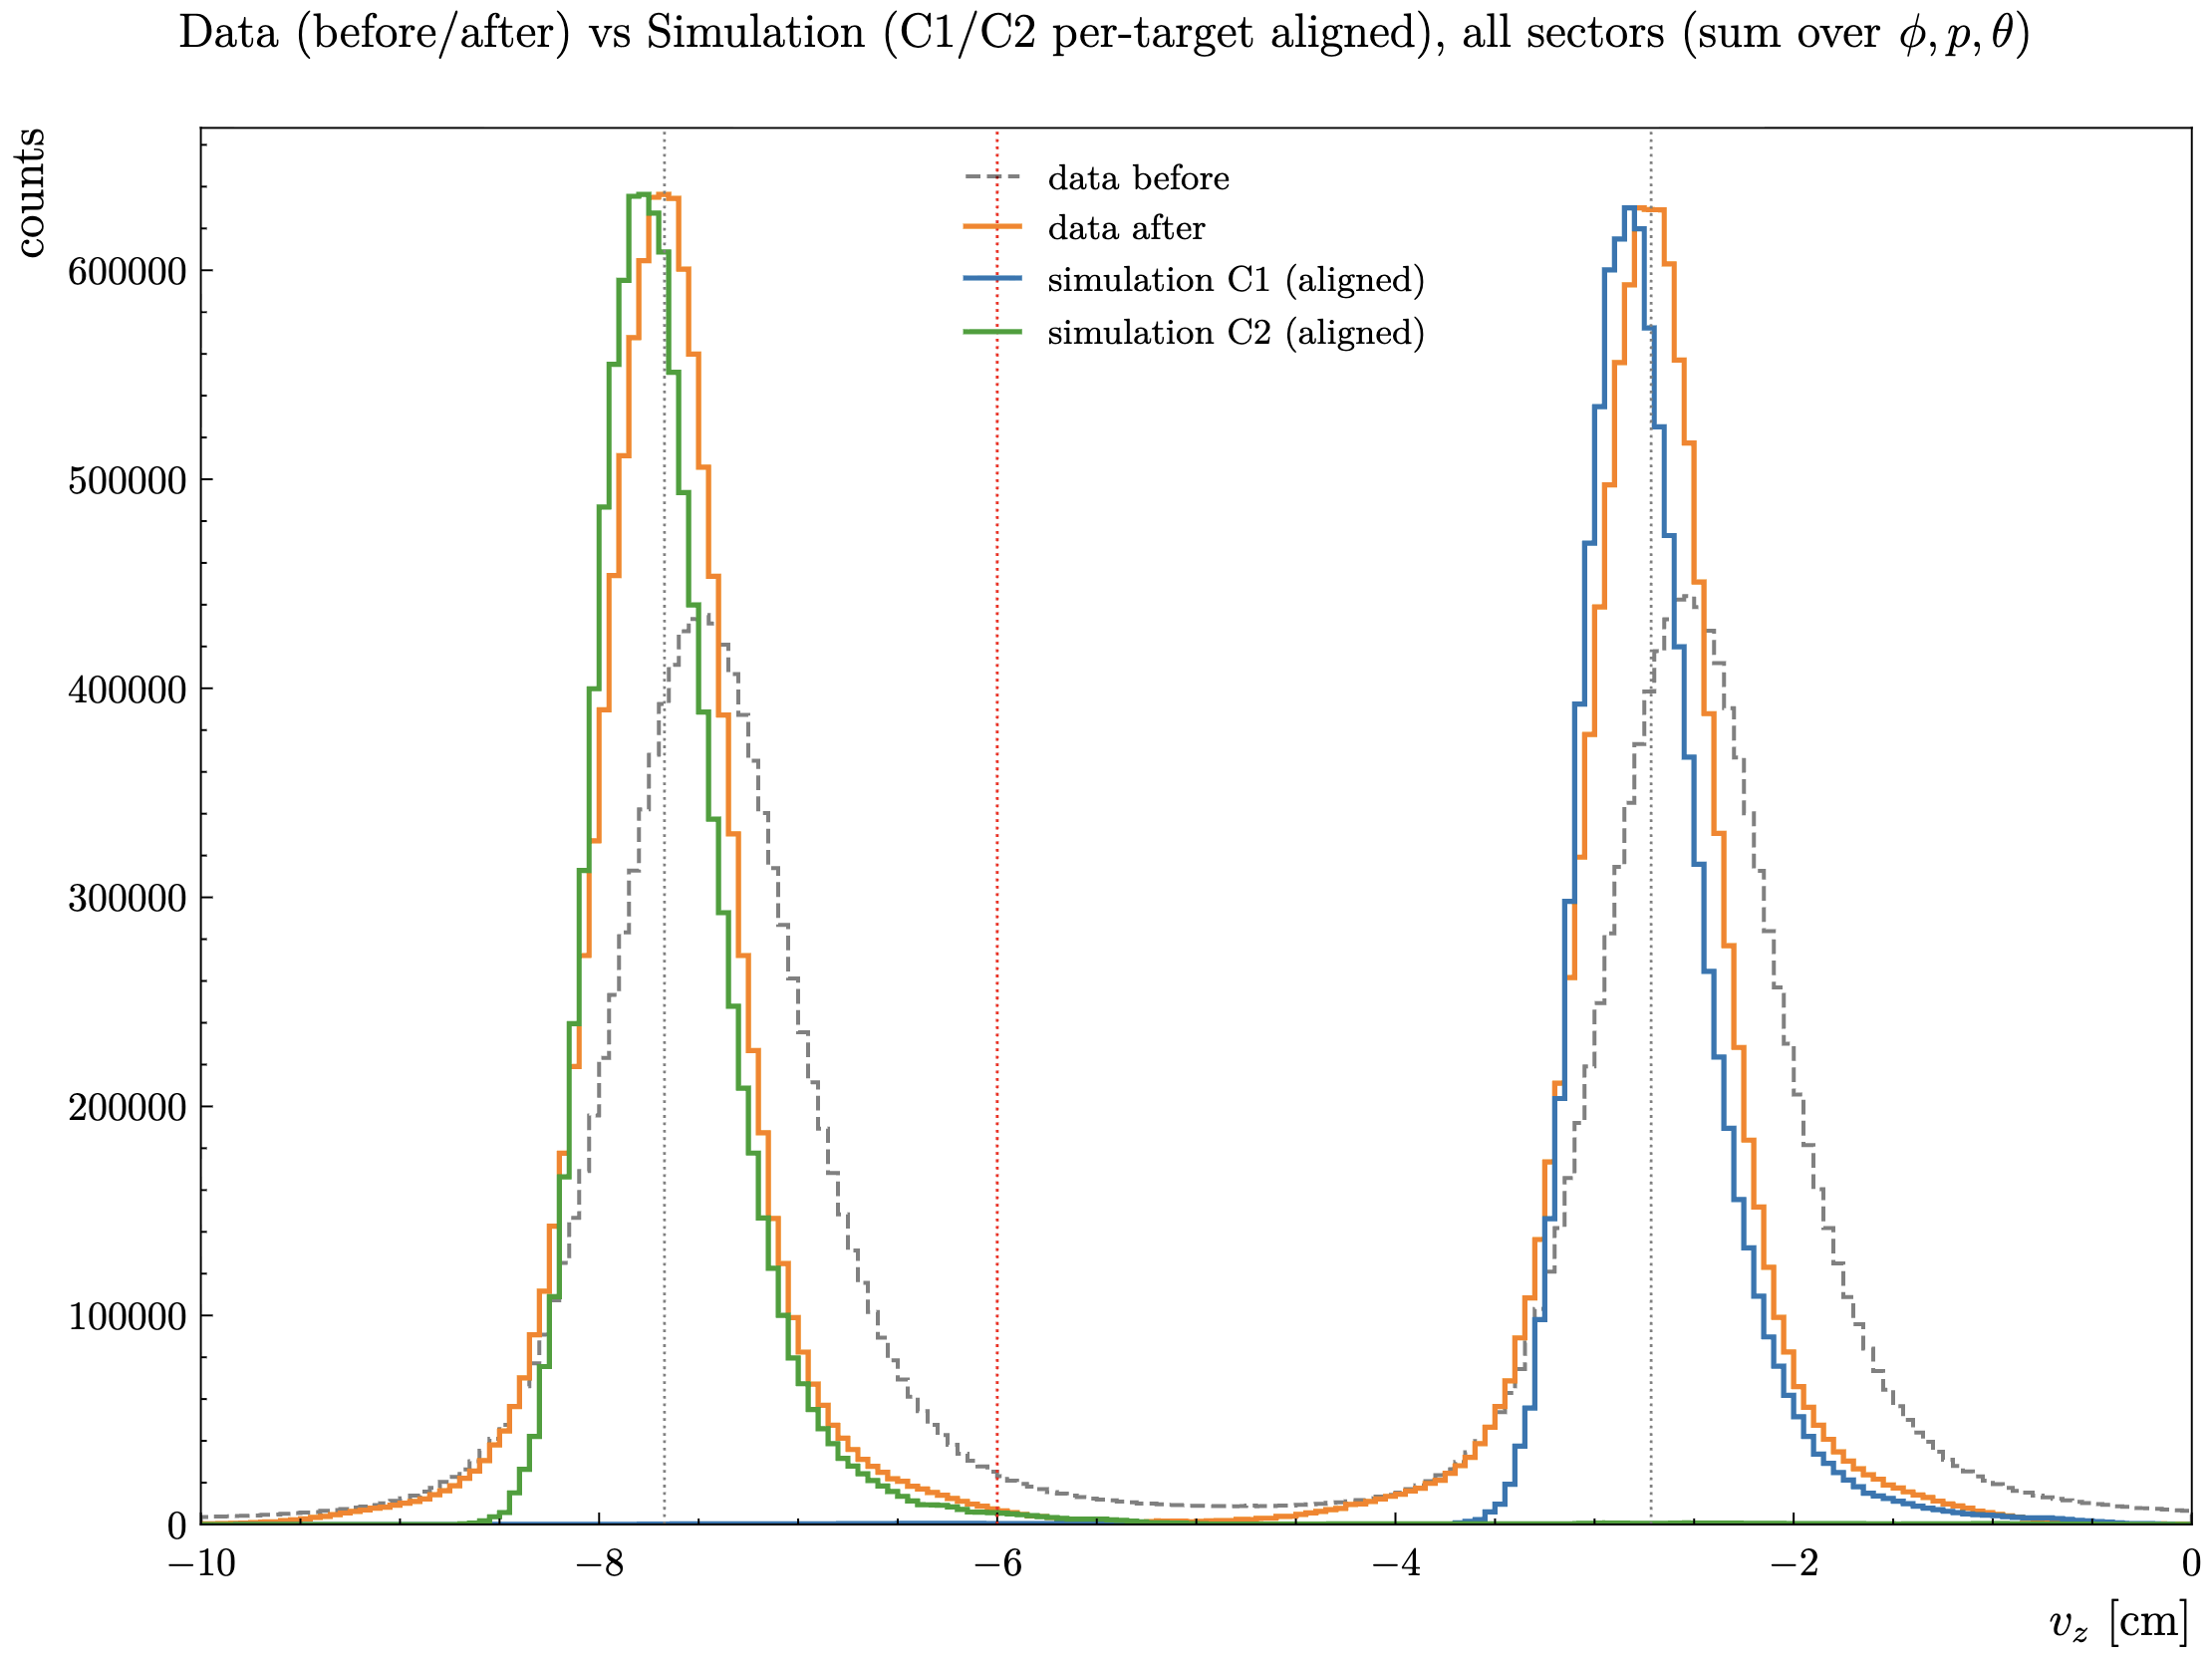 Data (before/after) vs Simulation (C1/C2 per-target aligned), all sectors (sum over ϕ, p, θ)
counts
data before
data after
simulation C1 (aligned)
simulation C2 (aligned)
600000
500000
400000
300000
200000
100000
0
−10
−8
−6
−4
−2
0
v_z [cm]